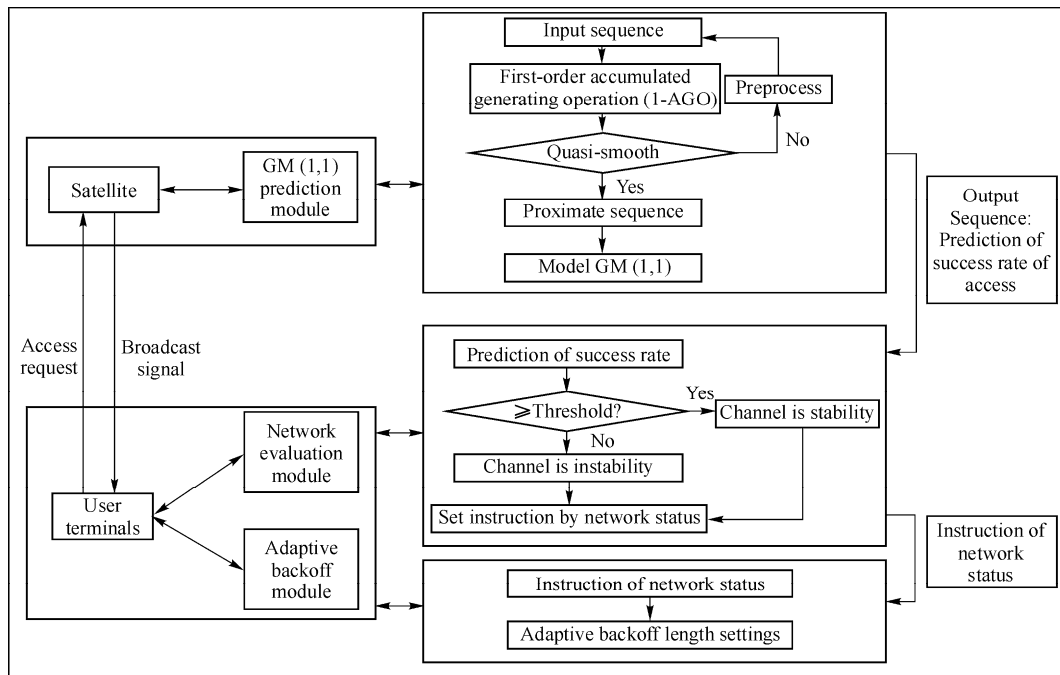 Input sequence
First-order accumulated
generating operation (1-AGO)
Preprocess
No
Quasi-smooth
Yes
Proximate sequence
Model GM (1,1)
Satellite
GM (1,1)
prediction
module
Output
Sequence:
Prediction of
success rate of
access
Access
request
Broadcast
signal
Prediction of success rate
⩾Threshold?
Yes
Channel is stability
No
Channel is instability
Set instruction by network status
Network
evaluation
module
User
terminals
Adaptive
backoff
module
Instruction of
network
status
Instruction of network status
Adaptive backoff length settings